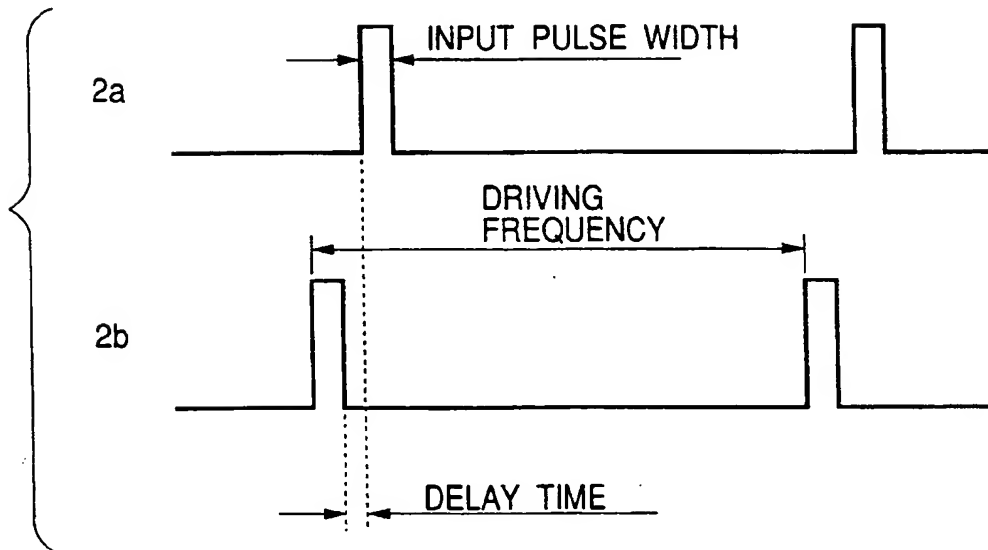 INPUT PULSE WIDTH
2a
DRIVING
FREQUENCY
2b
DELAY TIME